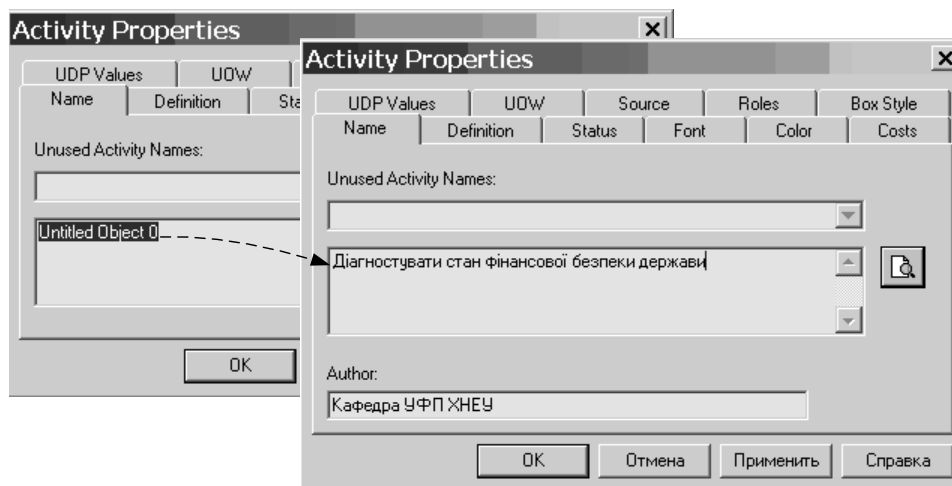 Activity Properties
UDP Values UOW
Name Definition Sta
Unused Activity Names:
Untitled Object 0
OK
Activity Properties
UDP Values UOW Source Roles Box Style
Name Definition Status Font Color Costs
Unused Activity Names:
Діагностувати стан фінансової безпеки держави
Author:
Кафедра УФП ХНЕУ
OK Отмена Применить Справка